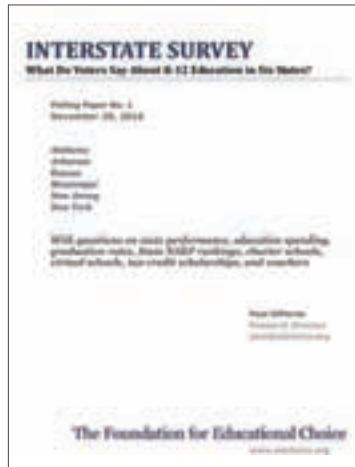 INTERSTATE SURVEY
What Do Voters Say About K-12 Education in Six States?
Polling Paper No. 1
December 20, 2010
Alabama
Arkansas
Kansas
Mississippi
New Jersey
New York
With questions on state performance, education spending,
graduation rates, state NAEP rankings, charter schools,
virtual schools, tax-credit scholarships, and vouchers
Paul DiPerna
Research Director
The Foundation for Educational Choice
www.edchoice.org